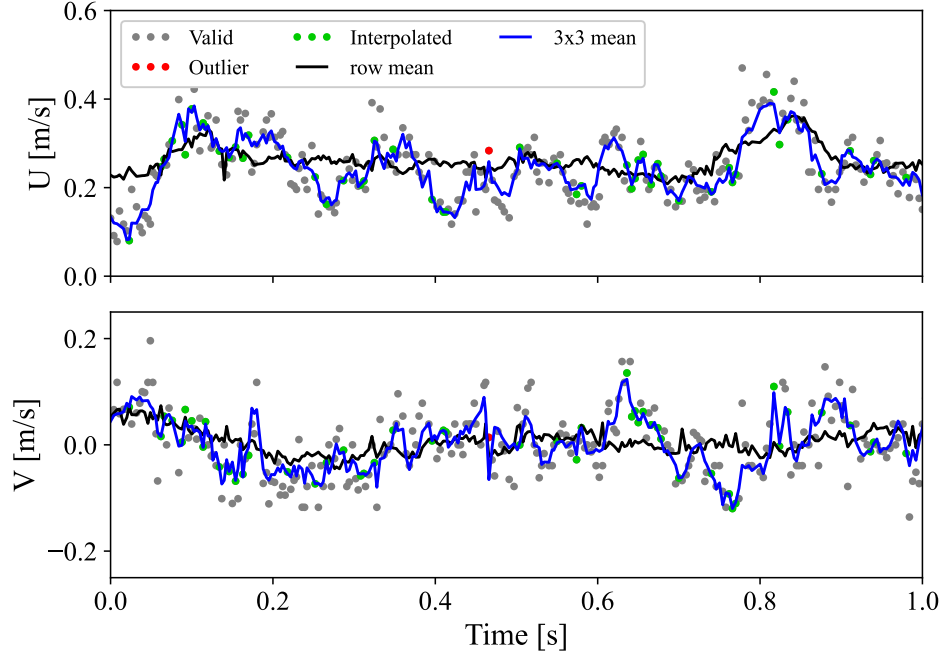 0.6
Valid Interpolated 3x3 mean
Outlier row mean
0.4
0.2
0.0
U [m/s]
0.2
0.0
−0.2
V [m/s]
0.0 0.2 0.4 0.6 0.8 1.0
Time [s]